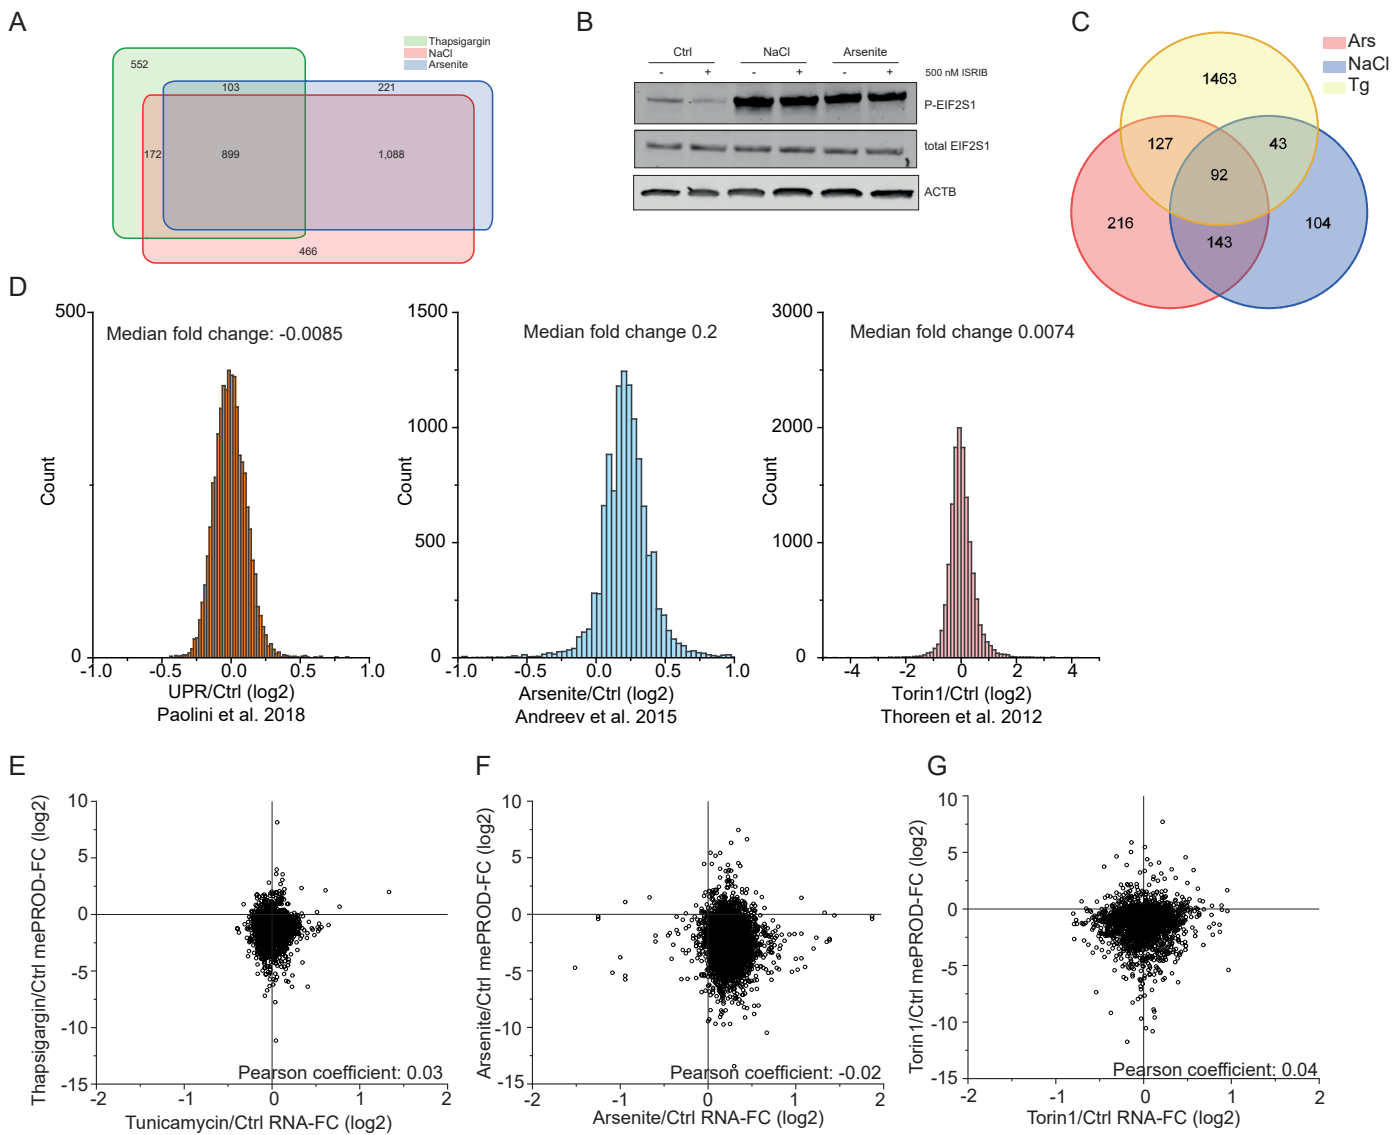 A
Thapsigargin
NaCl
Arsenite
552
103
221
172
899
1,088
466
B
Ctrl NaCl Arsenite
- + - + - + 500 nM ISRIB
P-EIF2S1
total EIF2S1
ACTB
C
Ars
NaCl
Tg
1463
127
43
92
216
143
104
D
500
0
Count
Median fold change: -0.0085
-1.0 0.0 1.0
UPR/Ctrl (log2)
Paolini et al. 2018
1500
1000
500
0
Count
Median fold change 0.2
-1.0 0.0 0.0 1.0
Arsenite/Ctrl (log2)
Andreev et al. 2015
3000
2000
1000
0
Count
Median fold change 0.0074
-4 -2 0 2 4
Torin1/Ctrl (log2)
Thoreen et al. 2012
E
Thapsigargin/Ctrl mePROD-FC (log2)
10
5
0
-5
-10
-15
Pearson coefficient: 0.03
-2 -1 0 1 2
Tunicamycin/Ctrl RNA-FC (log2)
F
Arsenite/Ctrl mePROD-FC (log2)
10
5
0
-5
-10
-15
Pearson coefficient: -0.02
-2 -1 0 1 2
Arsenite/Ctrl RNA-FC (log2)
G
Torin1/Ctrl mePROD-FC (log2)
10
5
0
-5
-10
-15
Pearson coefficient: 0.04
-2 -1 0 1 2
Torin1/Ctrl RNA-FC (log2)